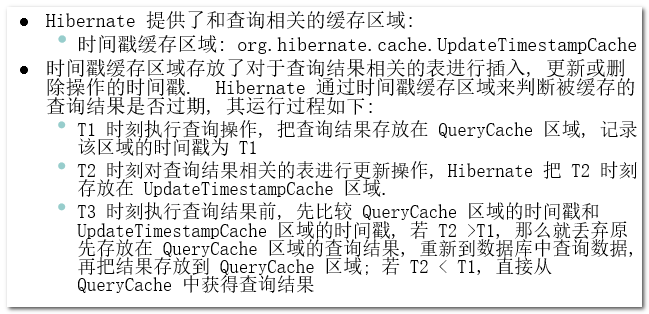 ● Hibernate 提供了和查询相关的缓存区域:
• 时间戳缓存区域: org.hibernate.cache.UpdateTimestampCache
● 时间戳缓存区域存放了对于查询结果相关的表进行插入, 更新或删
除操作的时间戳. Hibernate 通过时间戳缓存区域来判断被缓存的
查询结果是否过期, 其运行过程如下:
• T1 时刻执行查询操作, 把查询结果存放在 QueryCache 区域, 记录
该区域的时间戳为 T1
• T2 时刻对查询结果相关的表进行更新操作, Hibernate 把 T2 时刻
存放在 UpdateTimestampCache 区域.
• T3 时刻执行查询结果前, 先比较 QueryCache 区域的时间戳和
UpdateTimestampCache 区域的时间戳, 若 T2 >T1, 那么就丢弃原
先存放在 QueryCache 区域的查询结果, 重新到数据库中查询数据,
再把结果存放到 QueryCache 区域; 若 T2 < T1, 直接从
QueryCache 中获得查询结果